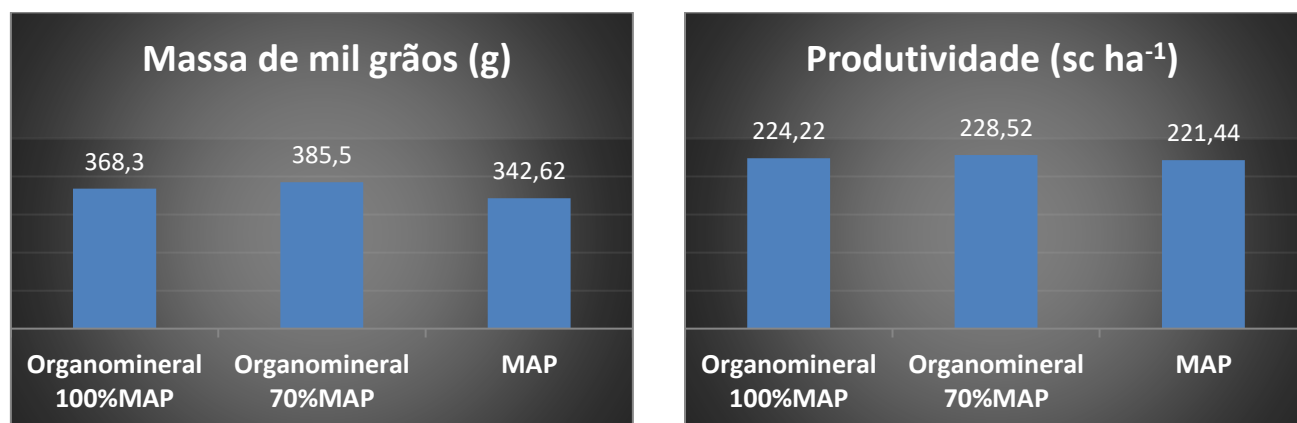 Massa de mil grãos (g)
368,3
385,5
342,62
Organomineral
100%MAP
Organomineral
70%MAP
MAP
Produtividade (sc ha⁻¹)
224,22
228,52
221,44
Organomineral
100%MAP
Organomineral
70%MAP
MAP